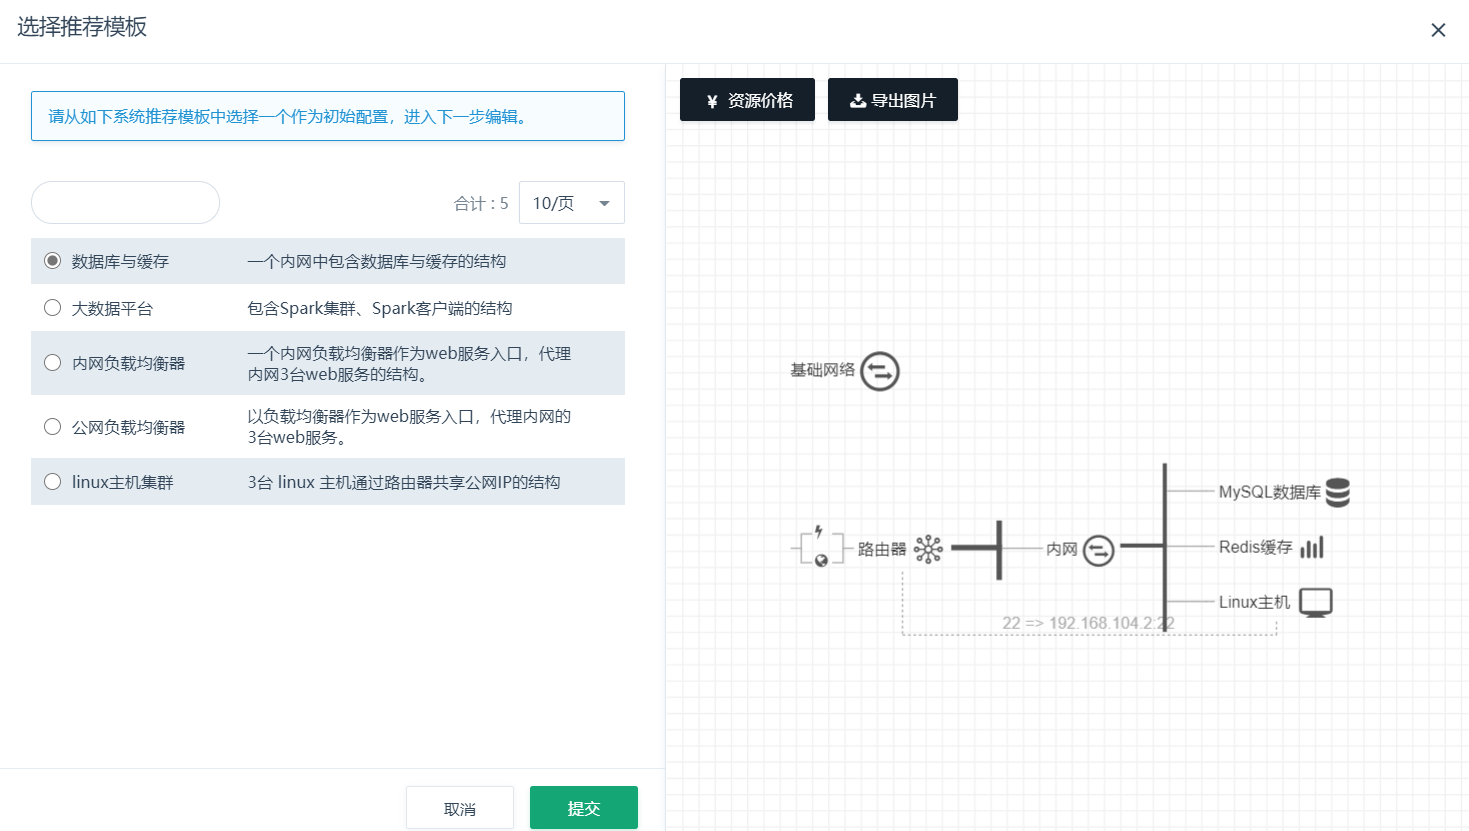 选择推荐模板
请从如下系统推荐模板中选择一个作为初始配置，进入下一步编辑。
合计 : 5
10/页
数据库与缓存
一个内网中包含数据库与缓存的结构
大数据平台
包含Spark集群、Spark客户端的结构
内网负载均衡器
一个内网负载均衡器作为web服务入口，代理
内网3台web服务的结构。
公网负载均衡器
以负载均衡器作为web服务入口，代理内网的
3台web服务。
linux主机集群
3台 linux 主机通过路由器共享公网IP的结构
取消
提交
¥ 资源价格
导出图片
基础网络
路由器
内网
MySQL数据库
Redis缓存
Linux主机
22 => 192.168.104.2:22